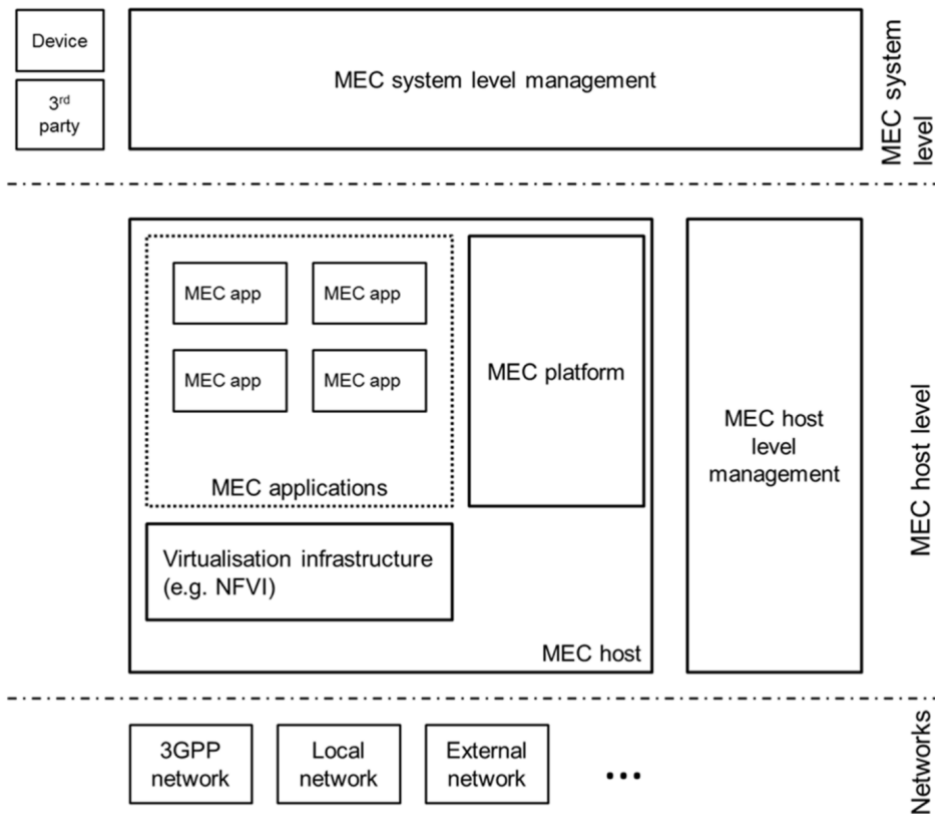 Device
3rd
party
MEC system level management
MEC system
level
MEC app
MEC app
MEC app
MEC app
MEC applications
MEC platform
Virtualisation infrastructure
(e.g. NFVI)
MEC host
MEC host
level
management
MEC host level
3GPP
network
Local
network
External
network
...
Networks